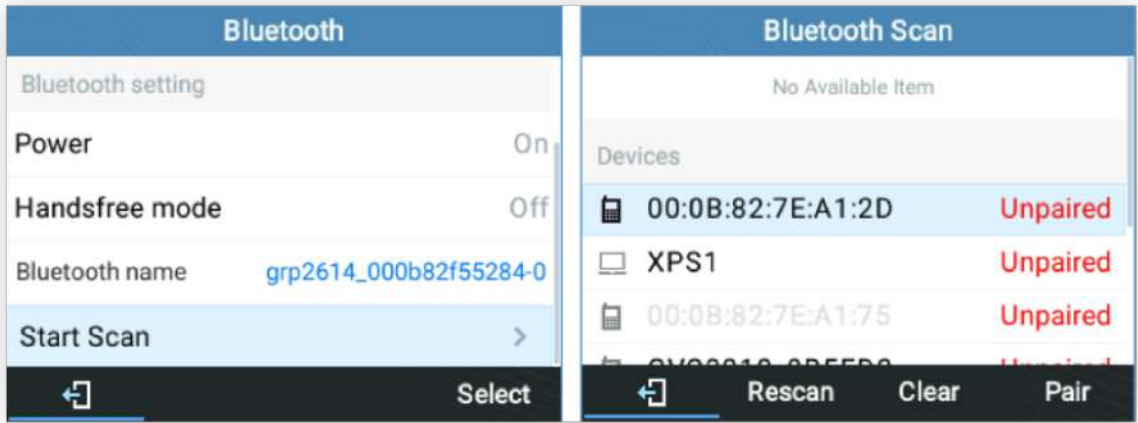 Bluetooth
Bluetooth setting
Power On
Handsfree mode Off
Bluetooth name grp2614_000b82f55284-0
Start Scan
Select
Bluetooth Scan
No Available Item
Devices
00:0B:82:7E:A1:2D Unpaired
XPS1 Unpaired
00:0B:82:7E:A1:75 Unpaired
Unpaired
Rescan Clear Pair